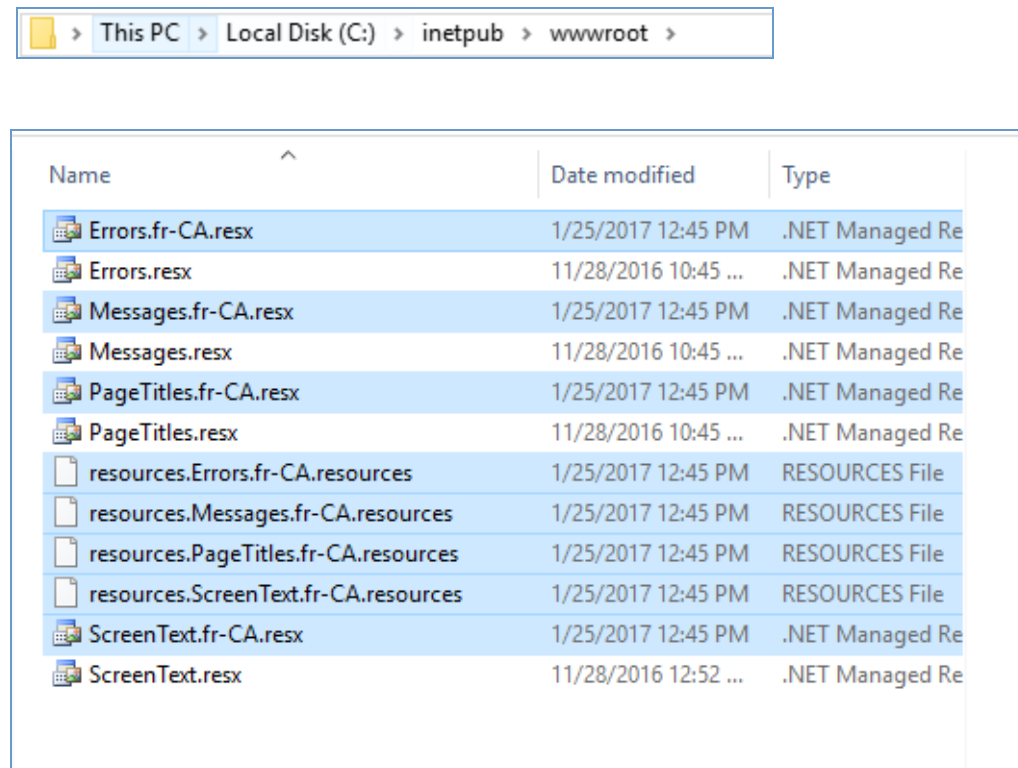 This PC > Local Disk (C:) > inetpub > wwwroot >
Name Date modified Type
Errors.fr-CA.resx 1/25/2017 12:45 PM .NET Managed Re
Errors.resx 11/28/2016 10:45 ... .NET Managed Re
Messages.fr-CA.resx 1/25/2017 12:45 PM .NET Managed Re
Messages.resx 11/28/2016 10:45 ... .NET Managed Re
PageTitles.fr-CA.resx 1/25/2017 12:45 PM .NET Managed Re
PageTitles.resx 11/28/2016 10:45 ... .NET Managed Re
resources.Errors.fr-CA.resources 1/25/2017 12:45 PM RESOURCES File
resources.Messages.fr-CA.resources 1/25/2017 12:45 PM RESOURCES File
resources.PageTitles.fr-CA.resources 1/25/2017 12:45 PM RESOURCES File
resources.ScreenText.fr-CA.resources 1/25/2017 12:45 PM RESOURCES File
ScreenText.fr-CA.resx 1/25/2017 12:45 PM .NET Managed Re
ScreenText.resx 11/28/2016 12:52 ... .NET Managed Re